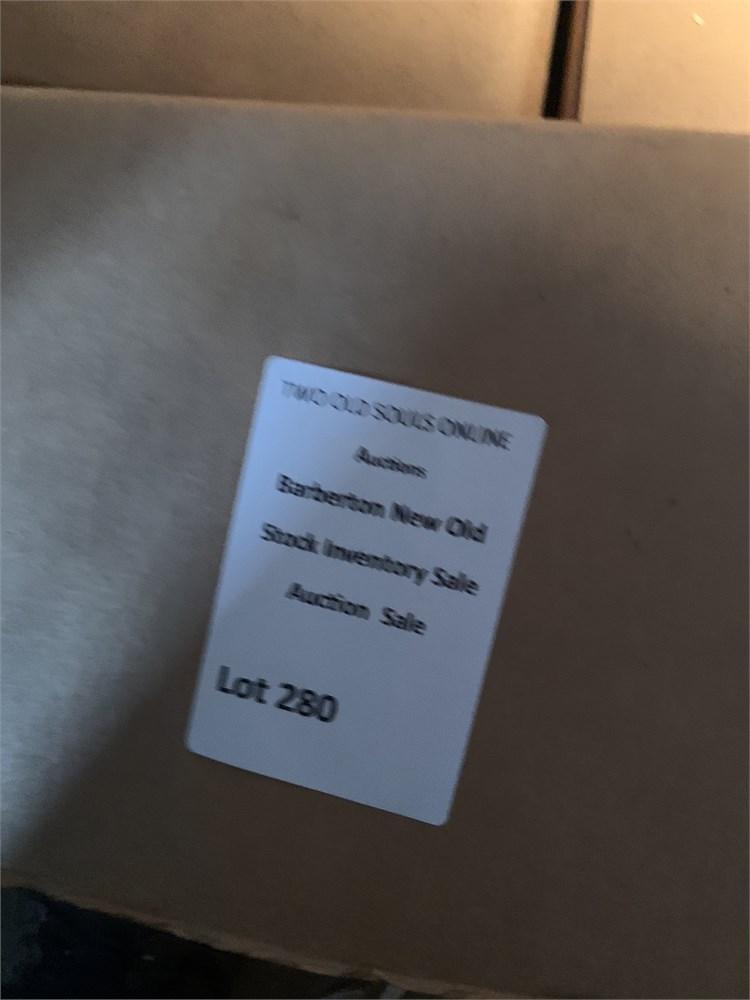 TWO OLD SOULS ONLINE
Auctions
Barberton New Old
Stock Inventory Sale
Auction Sale
Lot 280